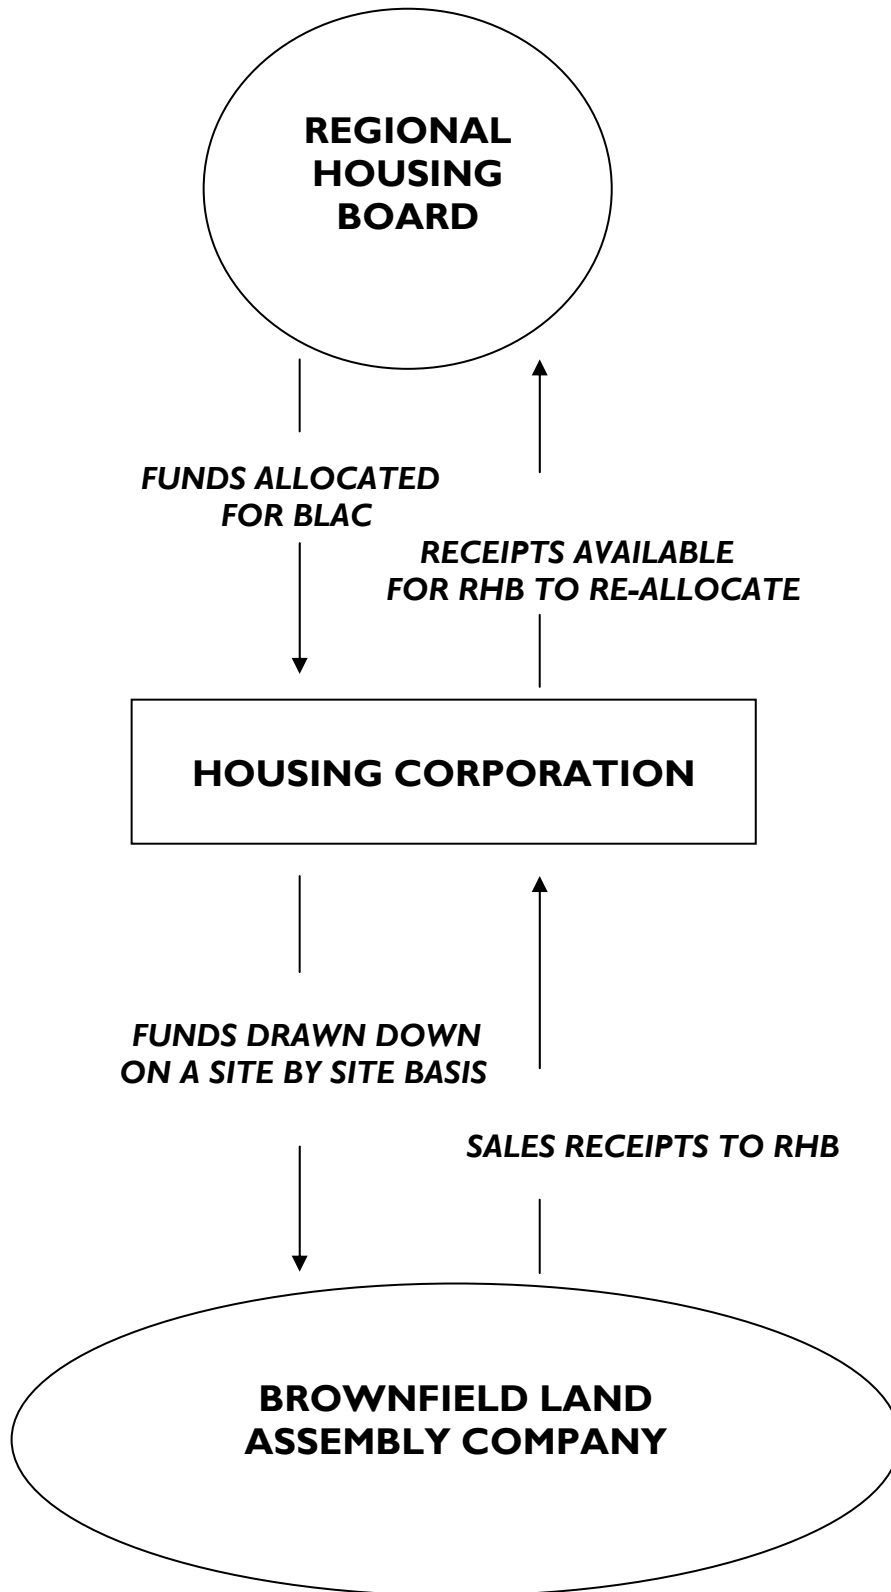 REGIONAL
HOUSING
BOARD
FUNDS ALLOCATED
FOR BLAC
RECEIPTS AVAILABLE
FOR RHB TO RE-ALLOCATE
HOUSING CORPORATION
FUNDS DRAWN DOWN
ON A SITE BY SITE BASIS
SALES RECEIPTS TO RHB
BROWNFIELD LAND
ASSEMBLY COMPANY